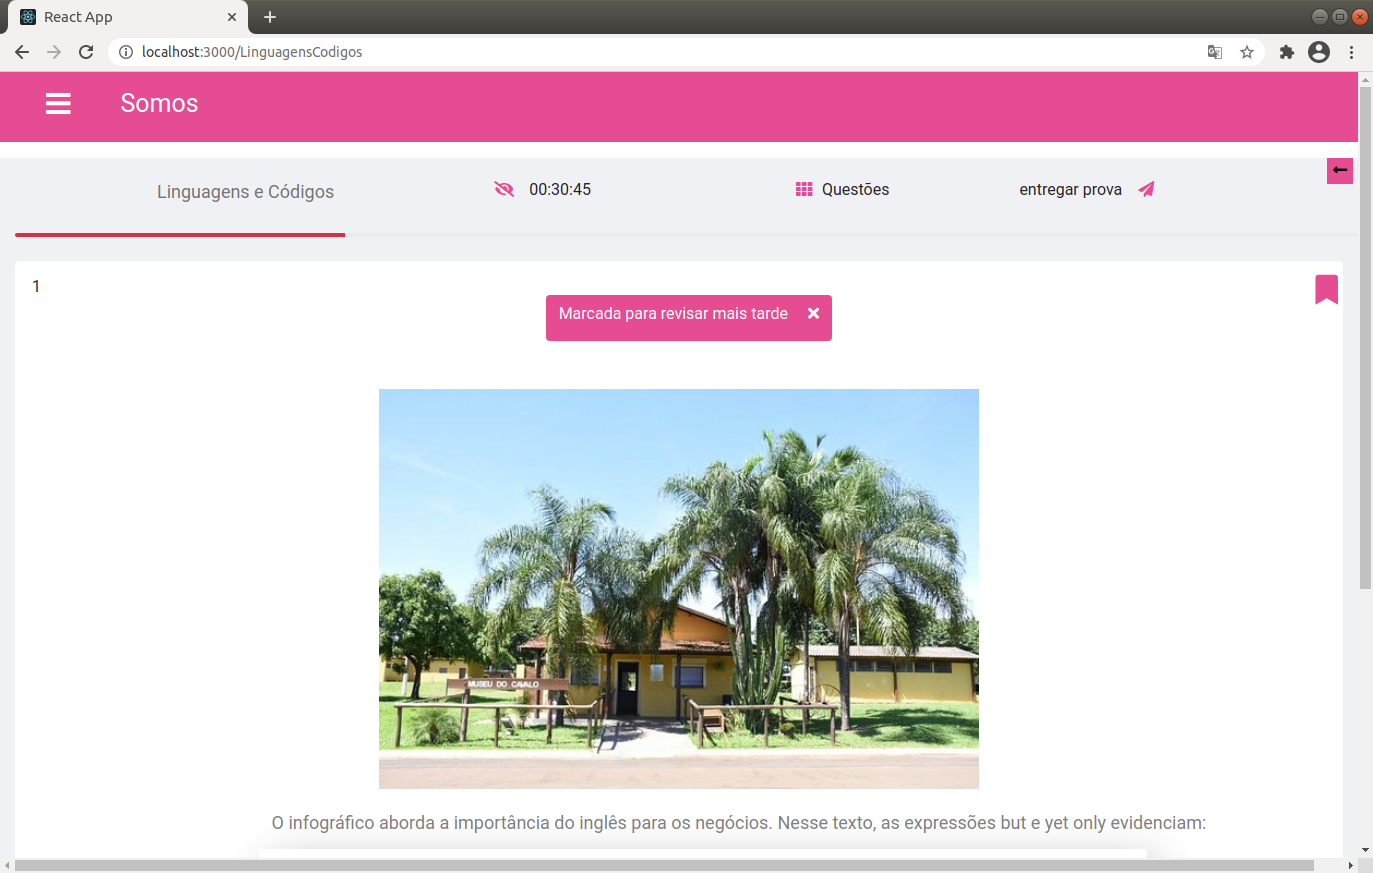 React App
localhost:3000/LinguagensCodigos
Somos
Linguagens e Códigos
00:30:45
Questões
entregar prova
1
Marcada para revisar mais tarde
MUSEU DO CAVALO
O infográfico aborda a importância do inglês para os negócios. Nesse texto, as expressões but e yet only evidenciam: